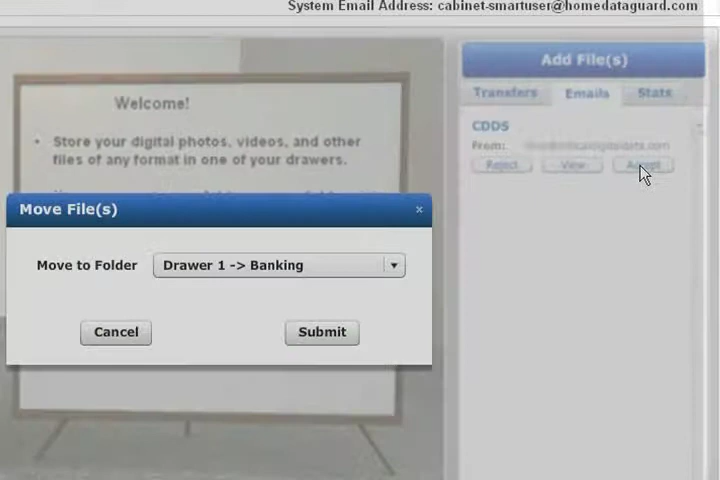 System Email Address: cabinet-smartuser@homedataguard.com
Add File(s)
Transfers Emails Stats
CDDS
From:
Reject View Accept
Welcome!
• Store your digital photos, videos, and other
files of any format in one of your drawers.
Move File(s) ×
Move to Folder Drawer 1 -> Banking
Cancel Submit